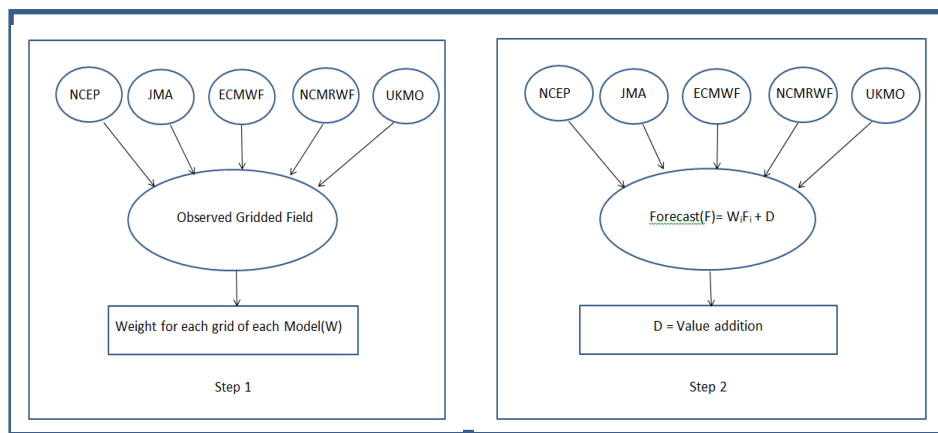 NCEP JMA ECMWF NCMRWF UKMO
Observed Gridded Field
Weight for each grid of each Model(W)
Step 1
NCEP JMA ECMWF NCMRWF UKMO
Forecast(F)= WᵢFᵢ + D
D = Value addition
Step 2